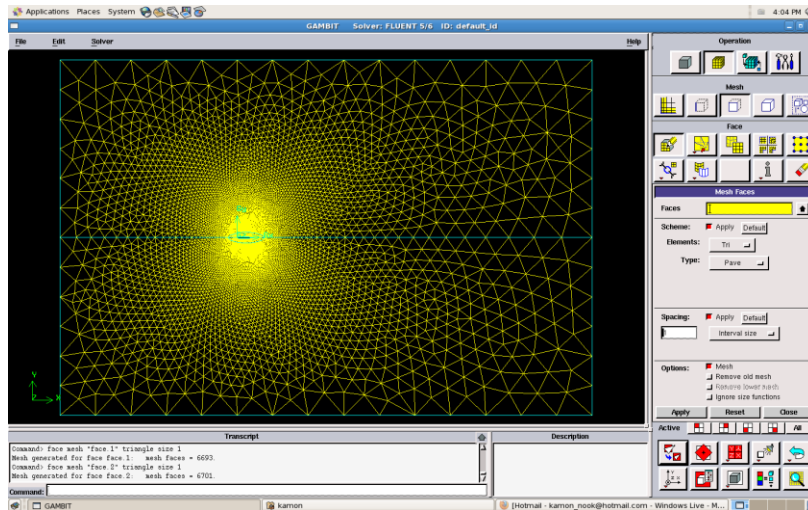 Applications Places System 4:04 PM
GAMBIT Solver: FLUENT 5/6 ID: default_id
File Edit Solver Help
Operation
Mesh
Face
Mesh Faces
Faces
Scheme: Apply Default
Elements: Tri
Type: Pave
Spacing: Apply Default
Interval size
Options: Mesh
Remove old mesh
Remove lower mesh
Ignore size functions
Apply Reset Close
Active All
Y
X
Transcript
Description
Command> face mesh "face.1" triangle size 1
Mesh generated for face face.1: mesh faces = 6693.
Command> face mesh "face.2" triangle size 1
Mesh generated for face face.2: mesh faces = 6701.
Command:
GAMBIT kamon [Hotmail - kamon_nook@hotmail.com - Windows Live - M...